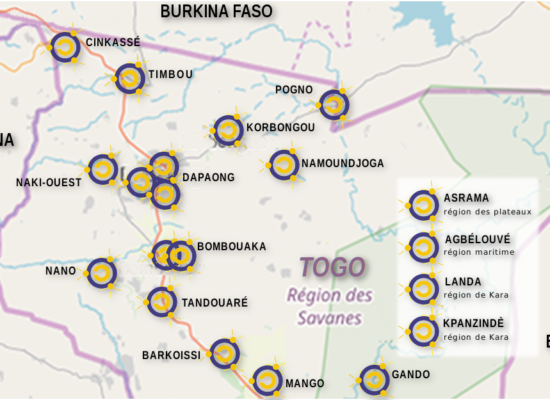 BURKINA FASO
CINKASSÉ
TIMBOU
POGNO
KORBONGOU
NA
NAMOUNDJOGA
NAKI-OUEST
DAPAONG
ASRAMA
région des plateaux
AGBÉLOUVÉ
région maritime
BOMBOUAKA
NANO
TOGO
Région des
Savanes
LANDA
région de Kara
TANDOUARÉ
KPANZINDÈ
région de Kara
BARKOISSI
MANGO
GANDO